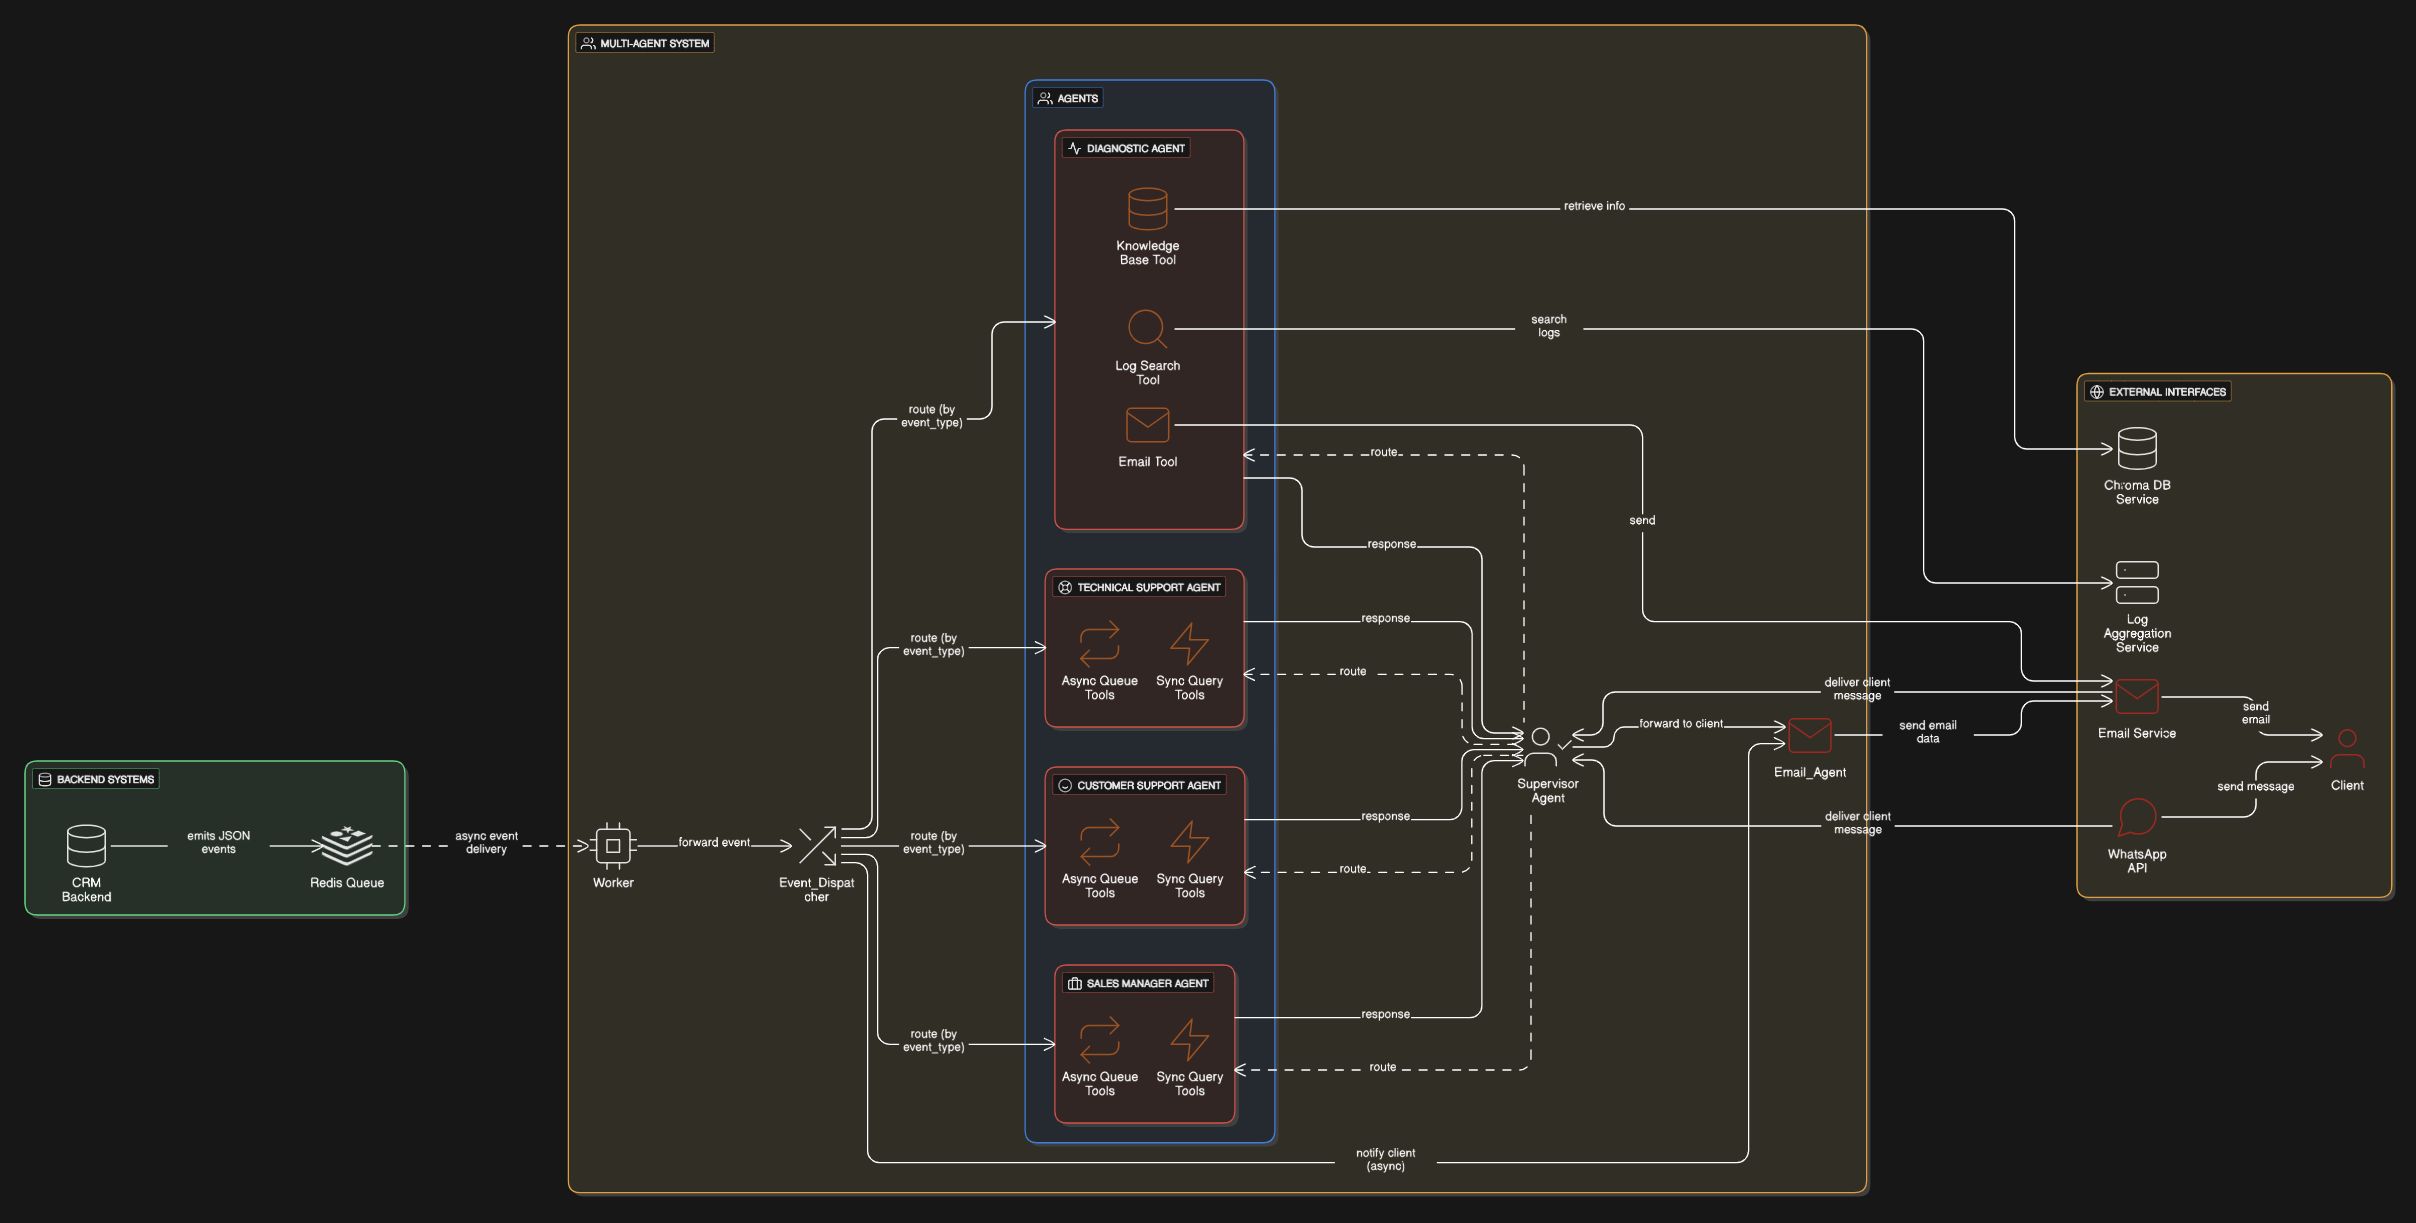 MULTI-AGENT SYSTEM
AGENTS
DIAGNOSTIC AGENT
Knowledge
Base Tool
retrieve info
Log Search
Tool
search
logs
Email Tool
route (by
event_type)
route
send
response
EXTERNAL INTERFACES
Chroma DB
Service
Log
Aggregation
Service
TECHNICAL SUPPORT AGENT
Async Queue
Tools
Sync Query
Tools
route (by
event_type)
response
route
deliver client
message
forward to client
send email
data
Email Service
send
email
Email_Agent
Supervisor
Agent
Client
send message
deliver client
message
WhatsApp
API
BACKEND SYSTEMS
CRM
Backend
emits JSON
events
Redis Queue
async event
delivery
Worker
forward event
Event_Dispat
cher
route (by
event_type)
CUSTOMER SUPPORT AGENT
Async Queue
Tools
Sync Query
Tools
response
route
SALES MANAGER AGENT
Async Queue
Tools
Sync Query
Tools
route (by
event_type)
response
route
notify client
(async)